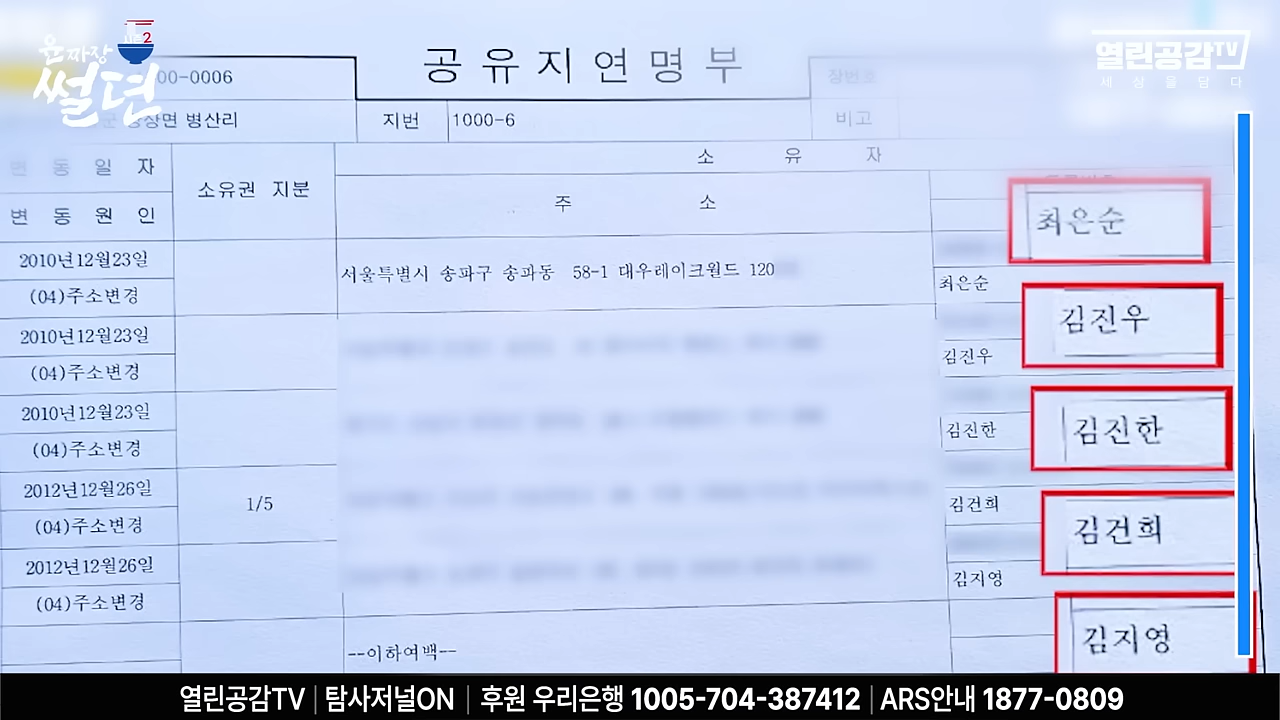 윤짜장
시즌2
썰뎐
열린공감TV
세상을담다
공유지연명부
00-0006
장번호
병산리
지번
1000-6
비고
변동일자
변동원인
소유권 지분
소유자
주소
2010년12월23일
(04)주소변경
서울특별시 송파구 송파동 58-1 대우레이크월드 120
최은순
최은순
2010년12월23일
(04)주소변경
김진우
김진우
2010년12월23일
(04)주소변경
김진한
김진한
2012년12월26일
(04)주소변경
1/5
김건희
김건희
2012년12월26일
(04)주소변경
김지영
김지영
--이하여백--
열린공감TV | 탐사저널ON | 후원 우리은행 1005-704-387412 | ARS안내 1877-0809